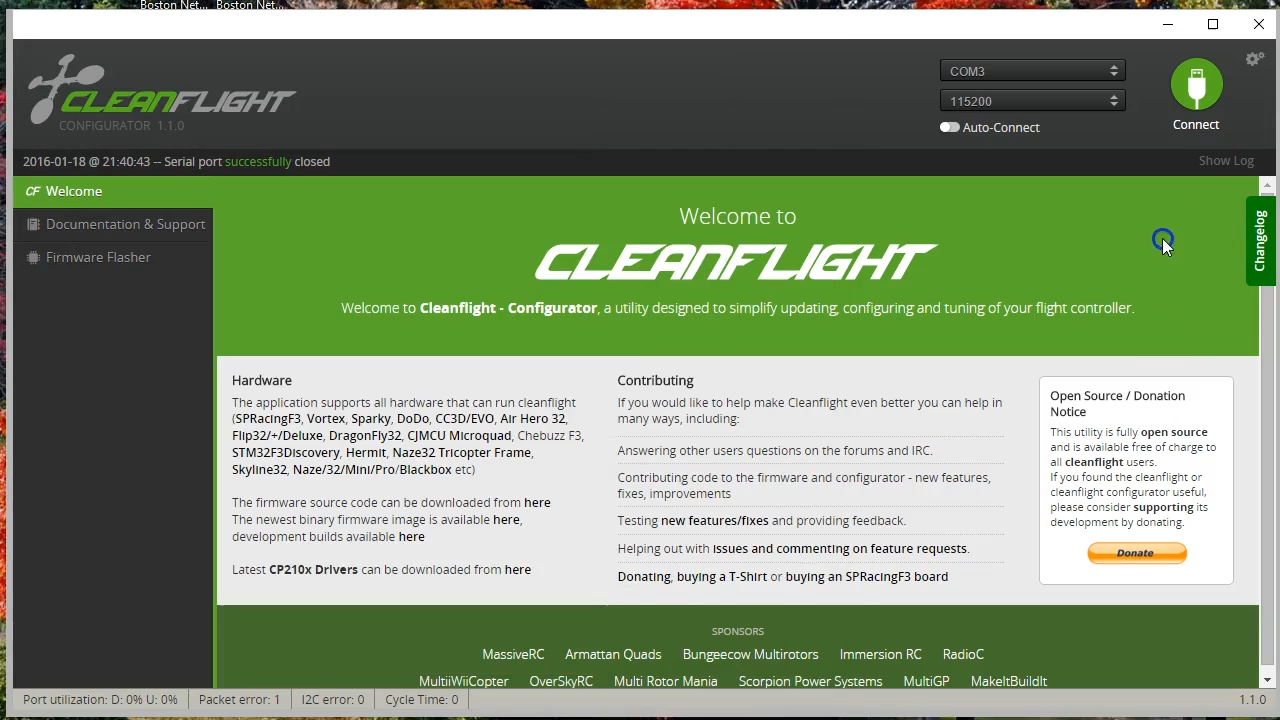 Boston Net... Boston Net...
CLEANFLIGHT
CONFIGURATOR 1.1.0
COM3
115200
Auto-Connect
Connect
2016-01-18 @ 21:40:43 -- Serial port successfully closed
Show Log
CF Welcome
Documentation & Support
Firmware Flasher
Changelog
Welcome to
CLEANFLIGHT
Welcome to Cleanflight - Configurator, a utility designed to simplify updating, configuring and tuning of your flight controller.
Hardware
The application supports all hardware that can run cleanflight
(SPRacingF3, Vortex, Sparky, DoDo, CC3D/EVO, Air Hero 32,
Flip32/+/Deluxe, DragonFly32, CJMCU Microquad, Chebuzz F3,
STM32F3Discovery, Hermit, Naze32 Tricopter Frame,
Skyline32, Naze/32/Mini/Pro/Blackbox etc)
The firmware source code can be downloaded from here
The newest binary firmware image is available here,
development builds available here
Latest CP210x Drivers can be downloaded from here
Contributing
If you would like to help make Cleanflight even better you can help in
many ways, including:
Answering other users questions on the forums and IRC.
Contributing code to the firmware and configurator - new features,
fixes, improvements
Testing new features/fixes and providing feedback.
Helping out with issues and commenting on feature requests.
Donating, buying a T-Shirt or buying an SPRacingF3 board
Open Source / Donation
Notice
This utility is fully open source
and is available free of charge to
all cleanflight users.
If you found the cleanflight or
cleanflight configurator useful,
please consider supporting its
development by donating.
Donate
SPONSORS
MassiveRC Armattan Quads Bungeecow Multirotors Immersion RC RadioC
MultiWiiCopter OverSkyRC Multi Rotor Mania Scorpion Power Systems MultiGP MakeItBuildIt
Port utilization: D: 0% U: 0% Packet error: 1 I2C error: 0 Cycle Time: 0
1.1.0